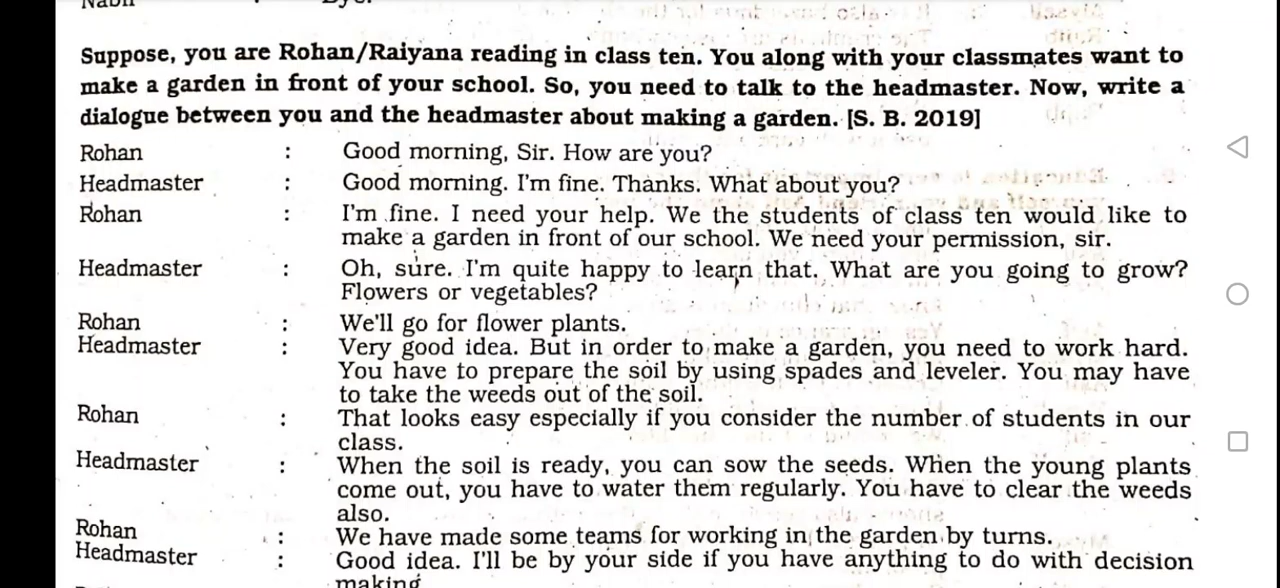 Suppose, you are Rohan/Raiyana reading in class ten. You along with your classmates want to
make a garden in front of your school. So, you need to talk to the headmaster. Now, write a
dialogue between you and the headmaster about making a garden. [S. B. 2019]
Rohan : Good morning, Sir. How are you?
Headmaster : Good morning. I'm fine. Thanks. What about you?
Rohan : I'm fine. I need your help. We the students of class ten would like to
make a garden in front of our school. We need your permission, sir.
Headmaster : Oh, sure. I'm quite happy to learn that. What are you going to grow?
Flowers or vegetables?
Rohan : We'll go for flower plants.
Headmaster : Very good idea. But in order to make a garden, you need to work hard.
You have to prepare the soil by using spades and leveler. You may have
to take the weeds out of the soil.
Rohan : That looks easy especially if you consider the number of students in our
class.
Headmaster : When the soil is ready, you can sow the seeds. When the young plants
come out, you have to water them regularly. You have to clear the weeds
also.
Rohan : We have made some teams for working in the garden by turns.
Headmaster : Good idea. I'll be by your side if you have anything to do with decision
making